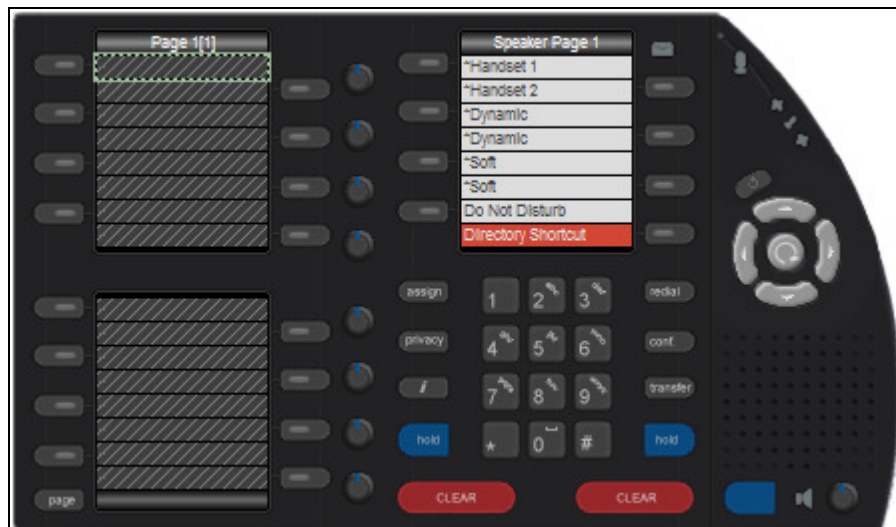 Page 1[1]
Speaker Page 1
*Handset 1
*Handset 2
*Dynamic
*Dynamic
*Soft
*Soft
Do Not Disturb
Directory Shortcut
assign
1
2
3
redial
privacy
4
5
6
conf.
i
7
8
9
transfer
hold
*
0
#
hold
page
CLEAR
CLEAR